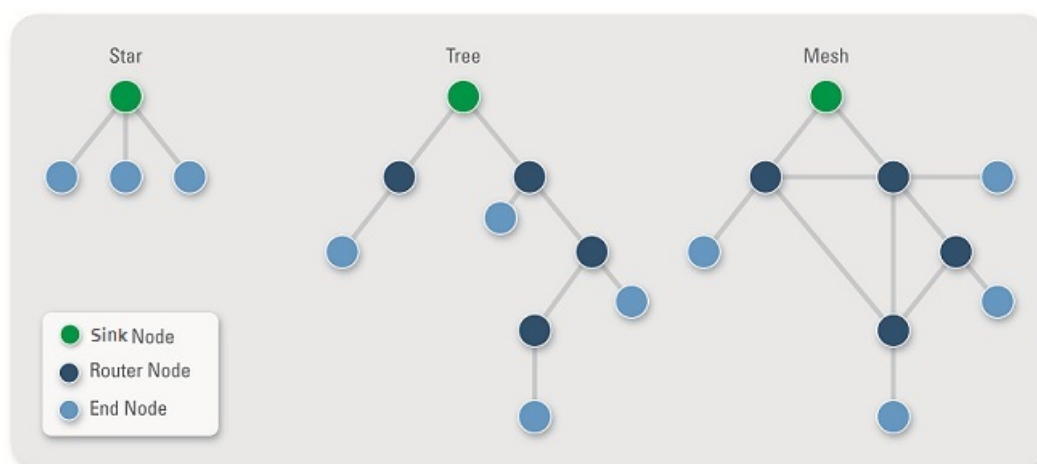 Star
Tree
Mesh
Sink Node
Router Node
End Node